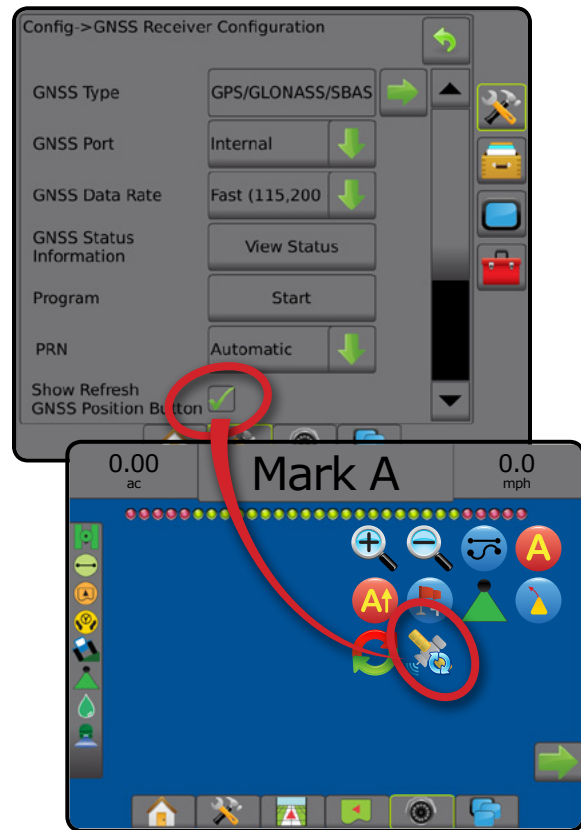 Config->GNSS Receiver Configuration
GNSS Type
GPS/GLONASS/SBAS
GNSS Port
Internal
GNSS Data Rate
Fast (115,200
GNSS Status
Information
View Status
Program
Start
PRN
Automatic
Show Refresh
GNSS Position Button
0.00
ac
Mark A
0.0
mph
A
A